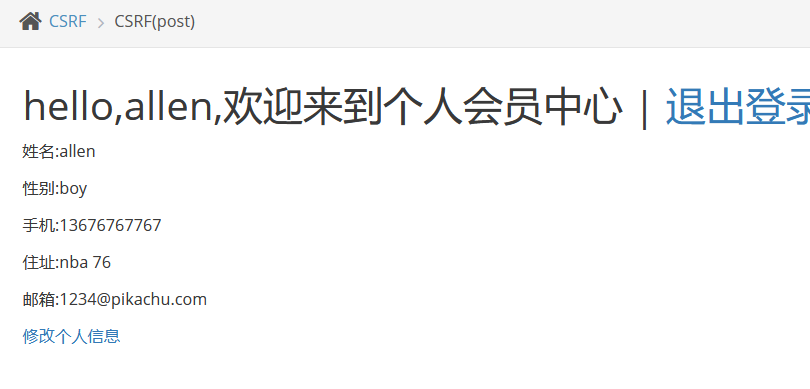 CSRF > CSRF(post)
hello,allen,欢迎来到个人会员中心 | 退出登录
姓名:allen
性别:boy
手机:13676767767
住址:nba 76
邮箱:1234@pikachu.com
修改个人信息